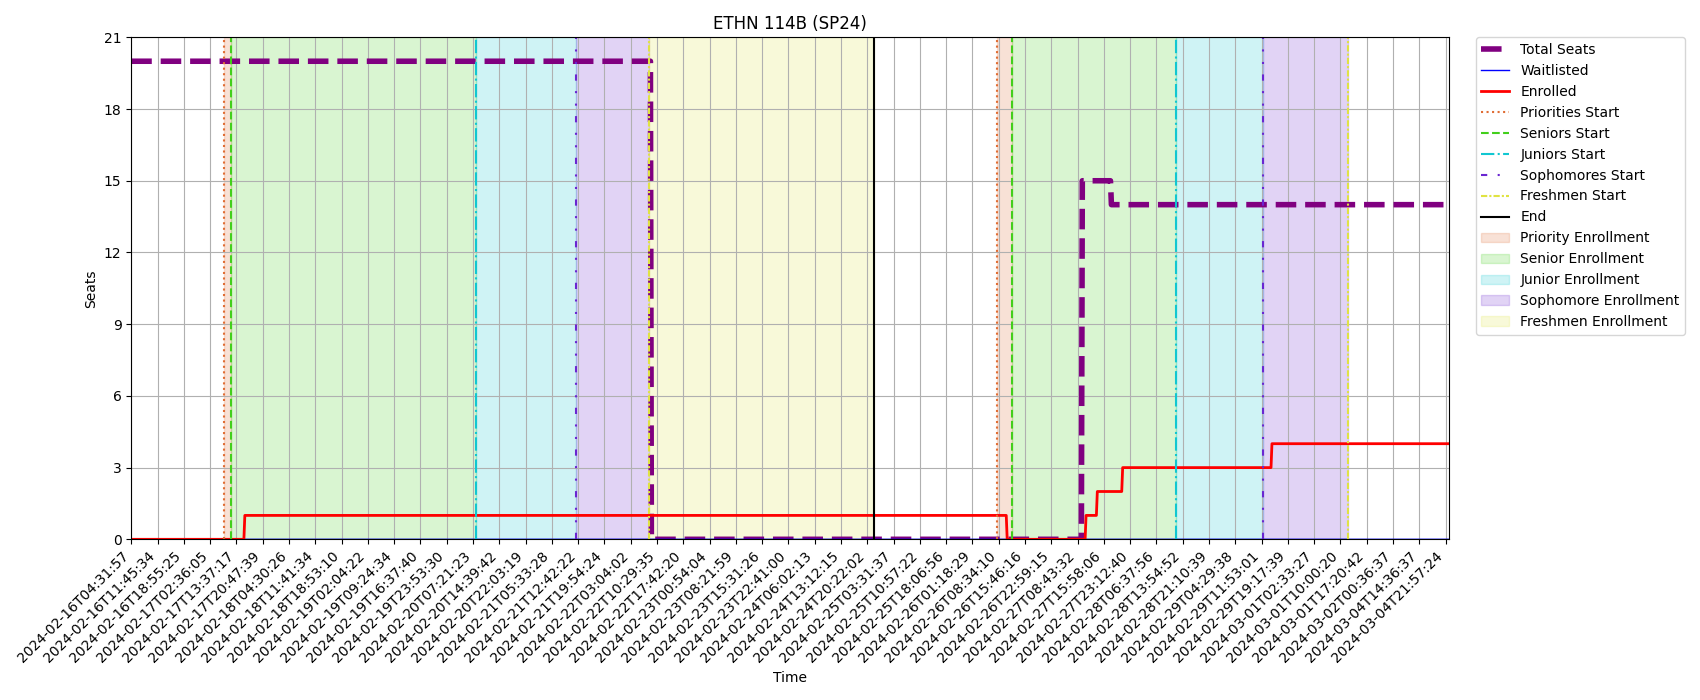 ETHN 114B (SP24)
21
18
15
12
9
6
3
0
Seats
2024-02-16T04:31:57
2024-02-16T11:45:34
2024-02-16T18:55:25
2024-02-17T02:36:05
2024-02-17T13:37:17
2024-02-17T20:47:39
2024-02-18T04:30:26
2024-02-18T11:41:34
2024-02-18T18:53:10
2024-02-19T02:04:22
2024-02-19T09:24:34
2024-02-19T16:37:40
2024-02-19T23:53:30
2024-02-20T07:21:23
2024-02-20T14:39:42
2024-02-21T02:03:19
2024-02-21T05:33:28
2024-02-21T12:42:22
2024-02-21T19:54:24
2024-02-22T03:04:02
2024-02-22T10:29:35
2024-02-22T17:42:20
2024-02-23T00:54:04
2024-02-23T08:21:59
2024-02-23T15:31:26
2024-02-23T22:41:00
2024-02-24T06:02:13
2024-02-24T13:12:15
2024-02-24T20:22:02
2024-02-25T03:31:37
2024-02-25T10:57:22
2024-02-25T18:06:56
2024-02-26T01:18:29
2024-02-26T08:34:10
2024-02-26T15:46:16
2024-02-26T22:59:15
2024-02-27T08:43:32
2024-02-27T15:58:06
2024-02-27T23:12:40
2024-02-28T06:37:56
2024-02-28T13:54:52
2024-02-28T21:10:39
2024-02-29T04:29:38
2024-02-29T11:53:01
2024-02-29T19:17:39
2024-03-01T02:33:27
2024-03-01T10:00:20
2024-03-01T17:20:42
2024-03-02T00:36:37
2024-03-04T14:36:37
2024-03-04T21:57:24
Time
Total Seats
Waitlisted
Enrolled
Priorities Start
Seniors Start
Juniors Start
Sophomores Start
Freshmen Start
End
Priority Enrollment
Senior Enrollment
Junior Enrollment
Sophomore Enrollment
Freshmen Enrollment